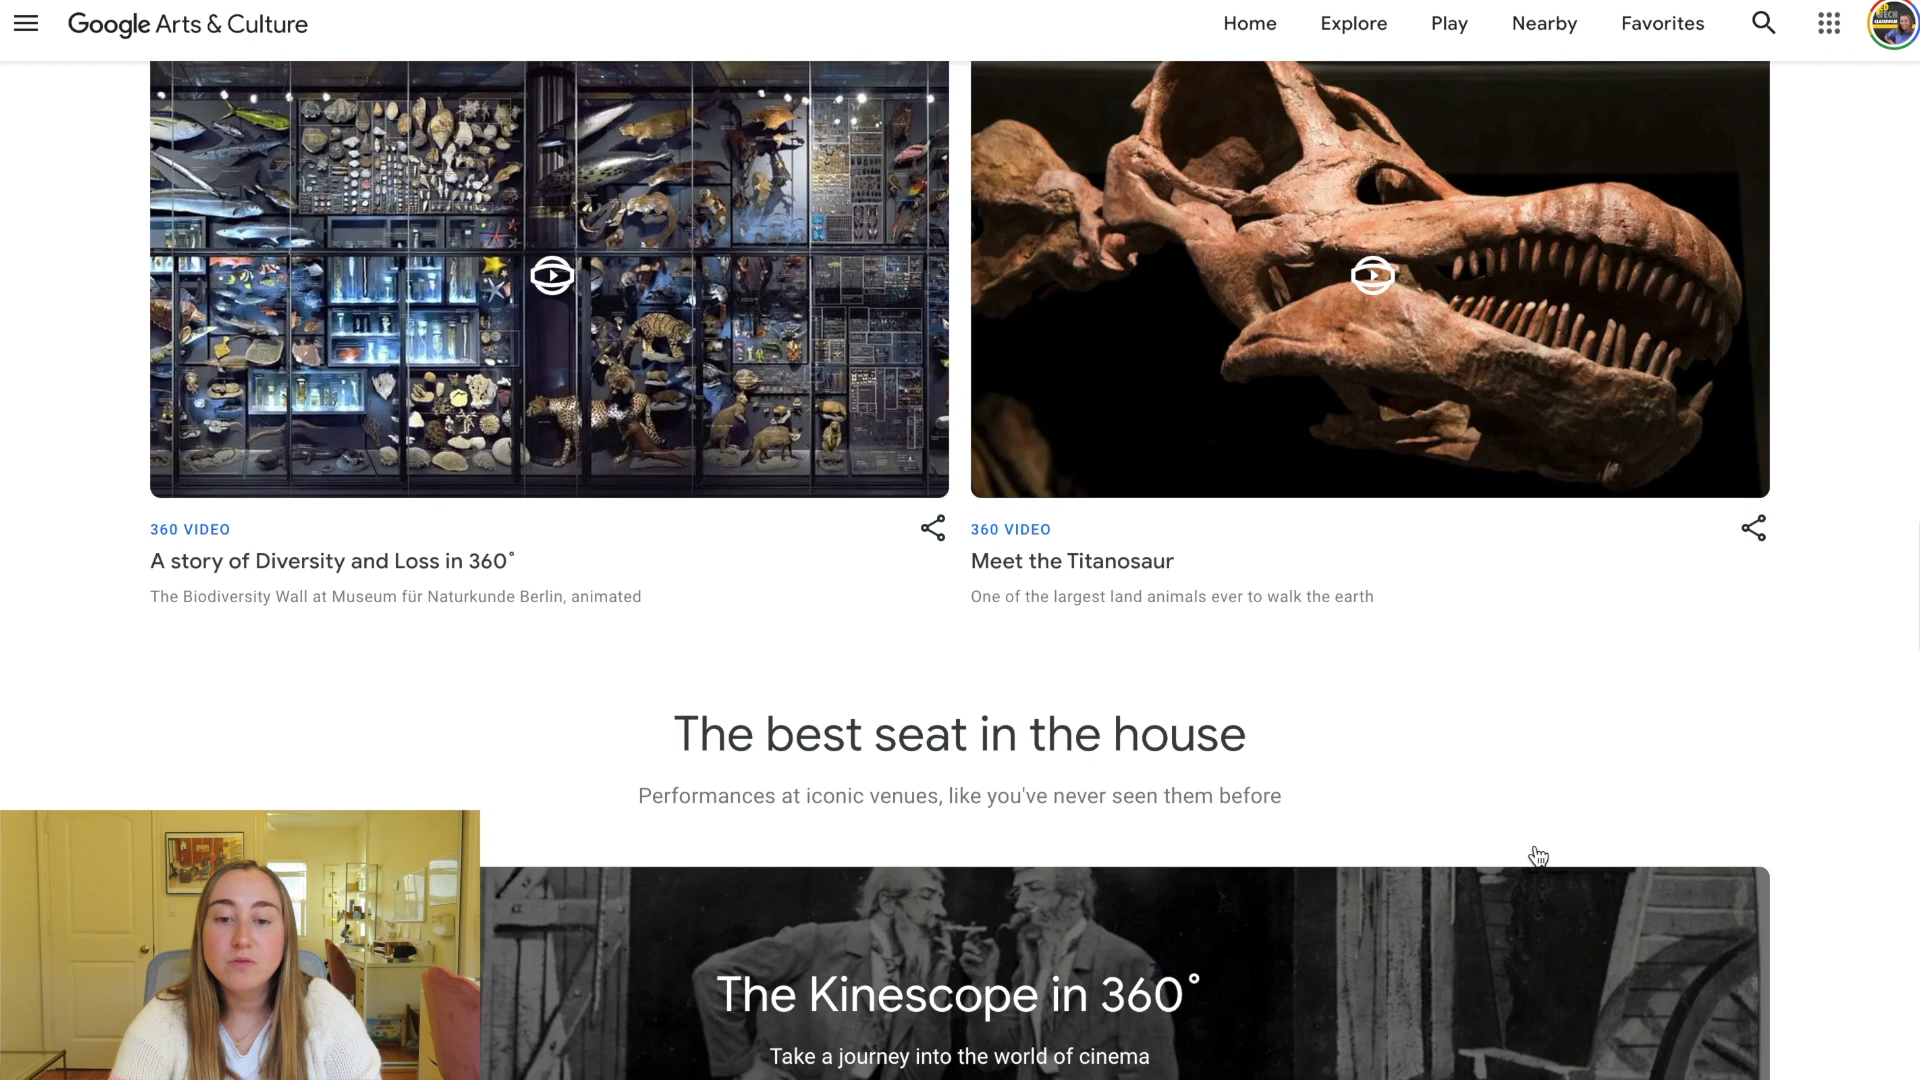 Google Arts & Culture
Home Explore Play Nearby Favorites
360 VIDEO
A story of Diversity and Loss in 360°
The Biodiversity Wall at Museum für Naturkunde Berlin, animated
360 VIDEO
Meet the Titanosaur
One of the largest land animals ever to walk the earth
The best seat in the house
Performances at iconic venues, like you've never seen them before
The Kinescope in 360°
Take a journey into the world of cinema